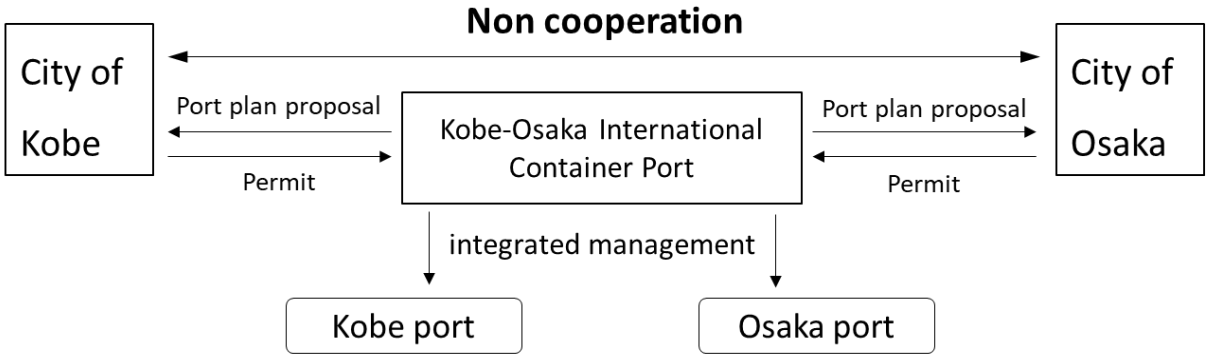 Non cooperation
City of
Kobe
Port plan proposal
Permit
Kobe-Osaka International
Container Port
Port plan proposal
Permit
City of
Osaka
integrated management
Kobe port
Osaka port